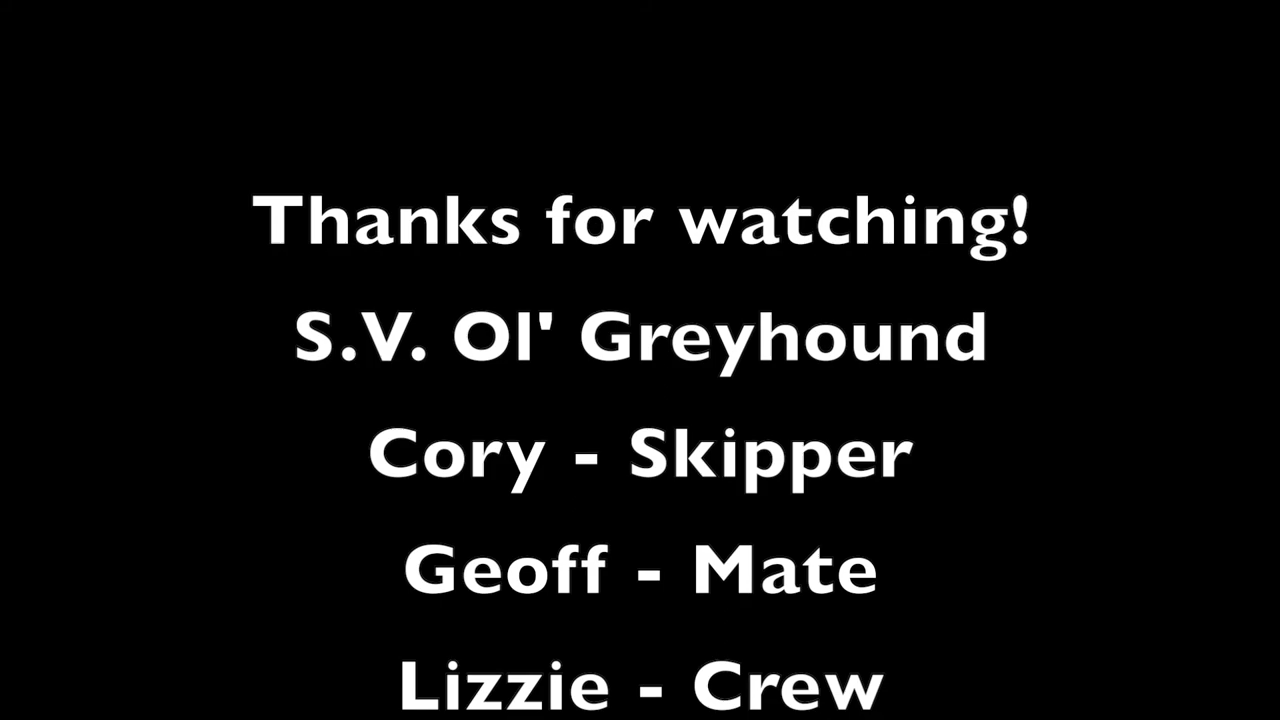 Thanks for watching!
S.V. Ol' Greyhound
Cory - Skipper
Geoff - Mate
Lizzie - Crew